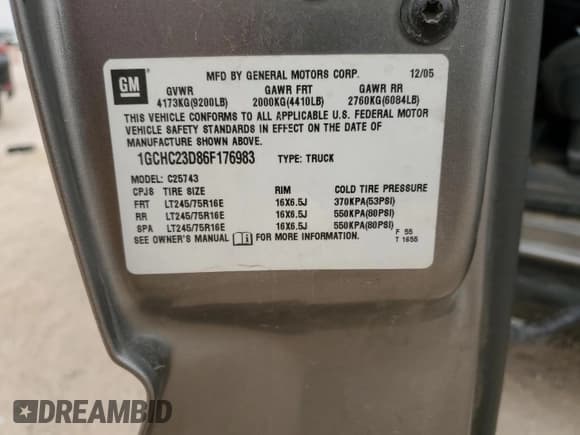 GM
MFD BY GENERAL MOTORS CORP. 12/05
GVWR GAWR FRT GAWR RR
4173KG(9200LB) 2000KG(4410LB) 2760KG(6084LB)
THIS VEHICLE CONFORMS TO ALL APPLICABLE U.S. FEDERAL MOTOR
VEHICLE SAFETY STANDARDS IN EFFECT ON THE DATE OF
MANUFACTURE SHOWN ABOVE.
1GCHC23D86F176983 TYPE: TRUCK
MODEL: C25743
CPJS TIRE SIZE RIM COLD TIRE PRESSURE
FRT LT245/75R16E 16X6.5J 370KPA(53PSI)
RR LT245/75R16E 16X6.5J 550KPA(80PSI)
SPA LT245/75R16E 16X6.5J 550KPA(80PSI)
SEE OWNER'S MANUAL FOR MORE INFORMATION.
F 55
T 1655
DREAMBID